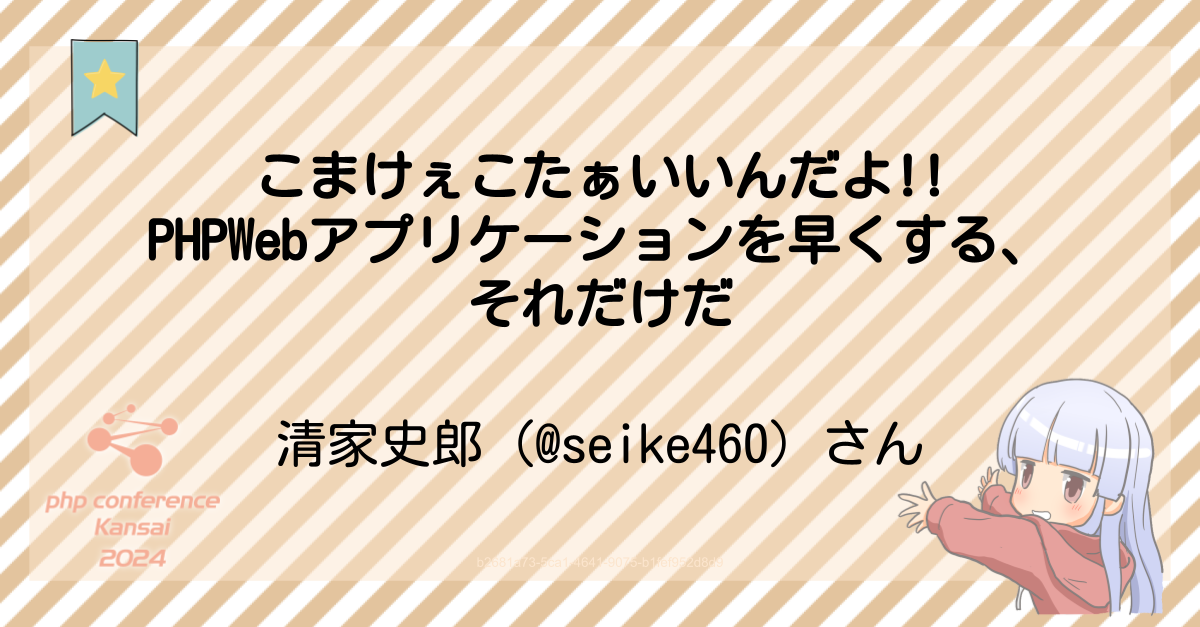 こまけぇこたぁいいんだよ!!
PHPWebアプリケーションを早くする、
それだけだ
清家史郎（@seike460）さん
php conference
Kansai
2024